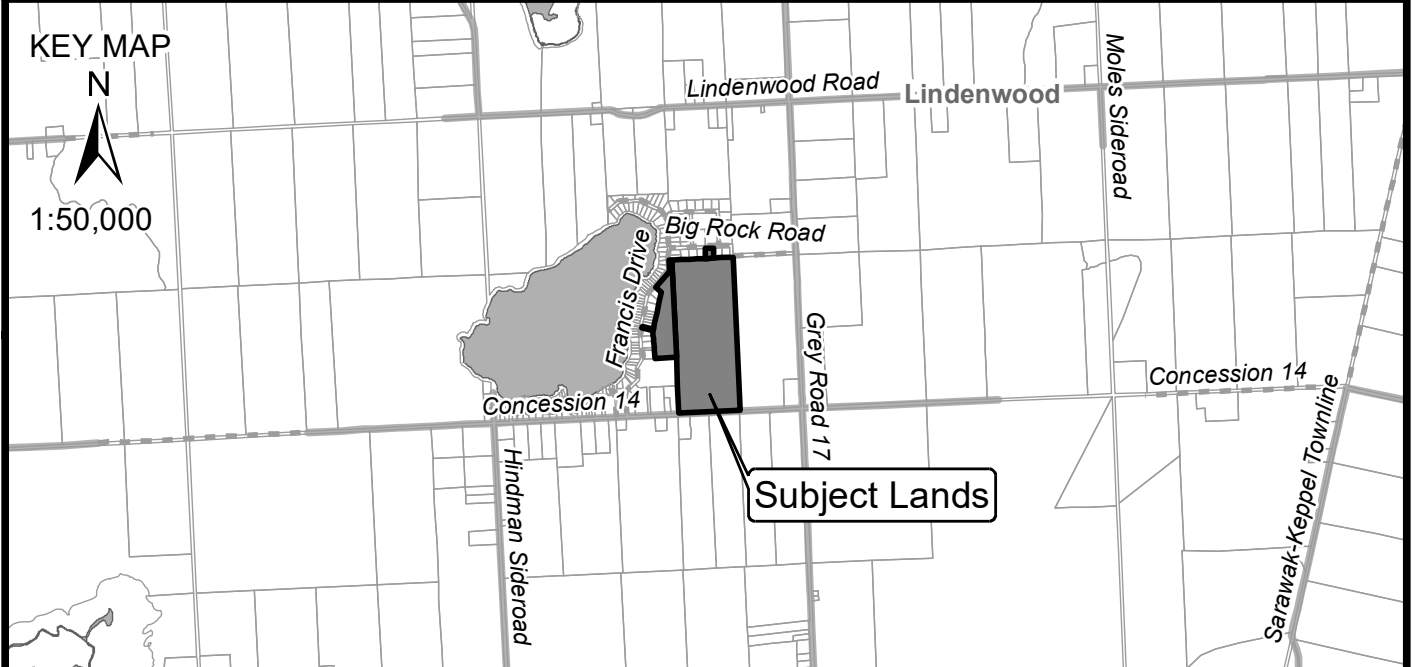 KEY MAP
N
1:50,000
Lindenwood Road
Lindenwood
Moles Sideroad
Big Rock Road
Francis Drive
Grey Road 17
Concession 14
Concession 14
Hindman Sideroad
Subject Lands
Sarawak-Keppel Townline